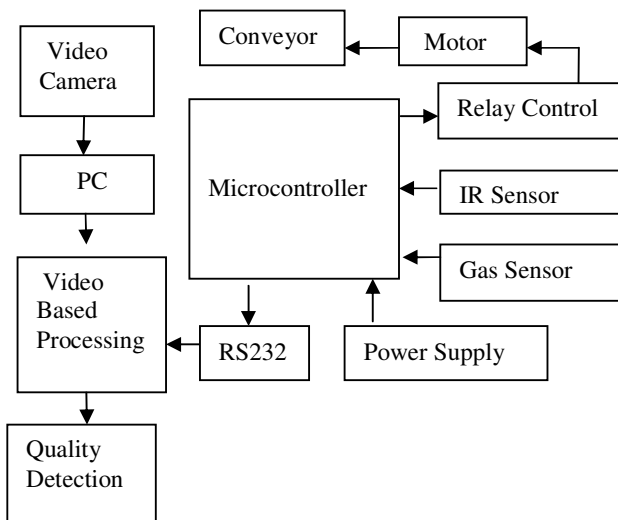 Video
Camera
Conveyor
Motor
Relay Control
PC
Microcontroller
IR Sensor
Gas Sensor
Video
Based
Processing
RS232
Power Supply
Quality
Detection